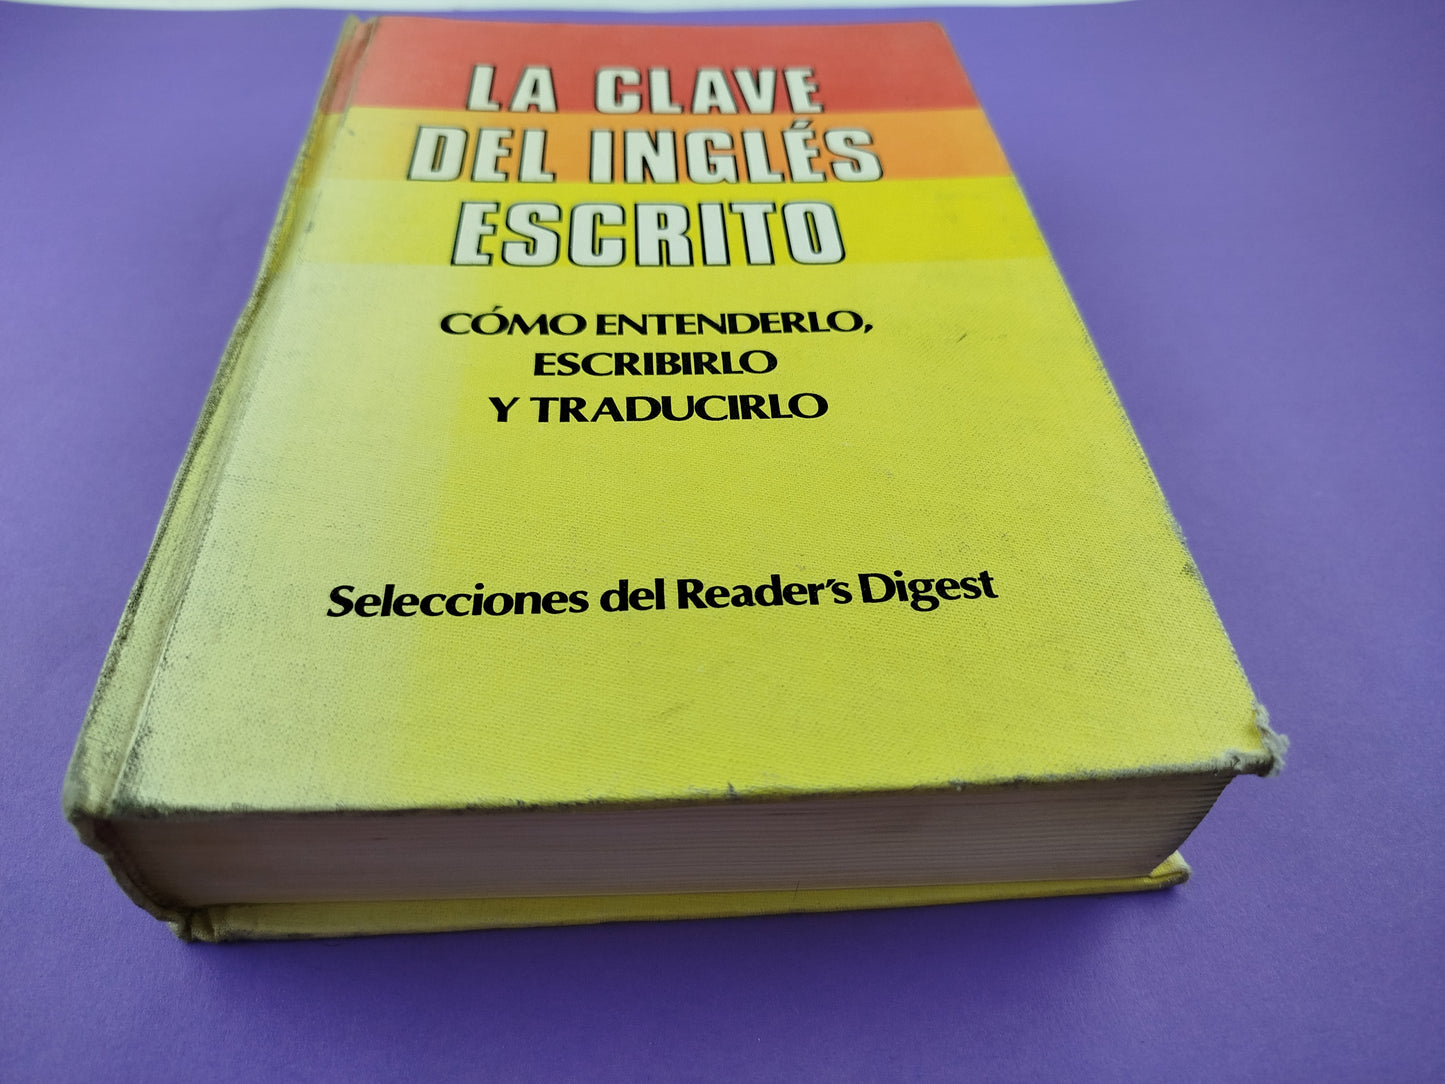 LA CLAVE
DEL INGLÉS
ESCRITO
CÓMO ENTENDERLO,
ESCRIBIRLO
Y TRADUCIRLO
Selecciones del Reader's Digest